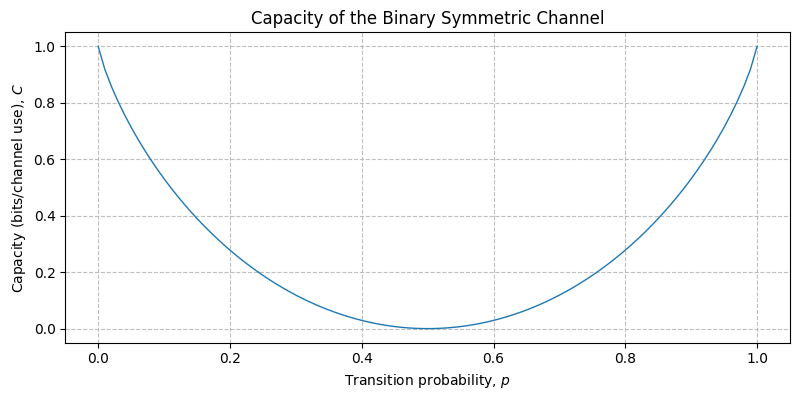 Capacity of the Binary Symmetric Channel
Capacity (bits/channel use), C
1.0
0.8
0.6
0.4
0.2
0.0
0.0 0.2 0.4 0.6 0.8 1.0
Transition probability, p